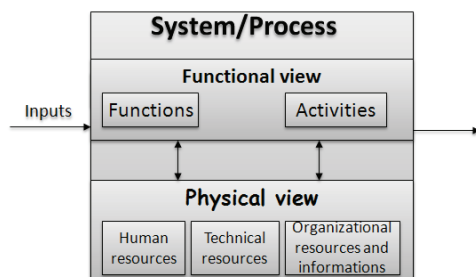 System/Process
Functional view
Inputs
Functions
Activities
Physical view
Human
resources
Technical
resources
Organizational
resources and
informations